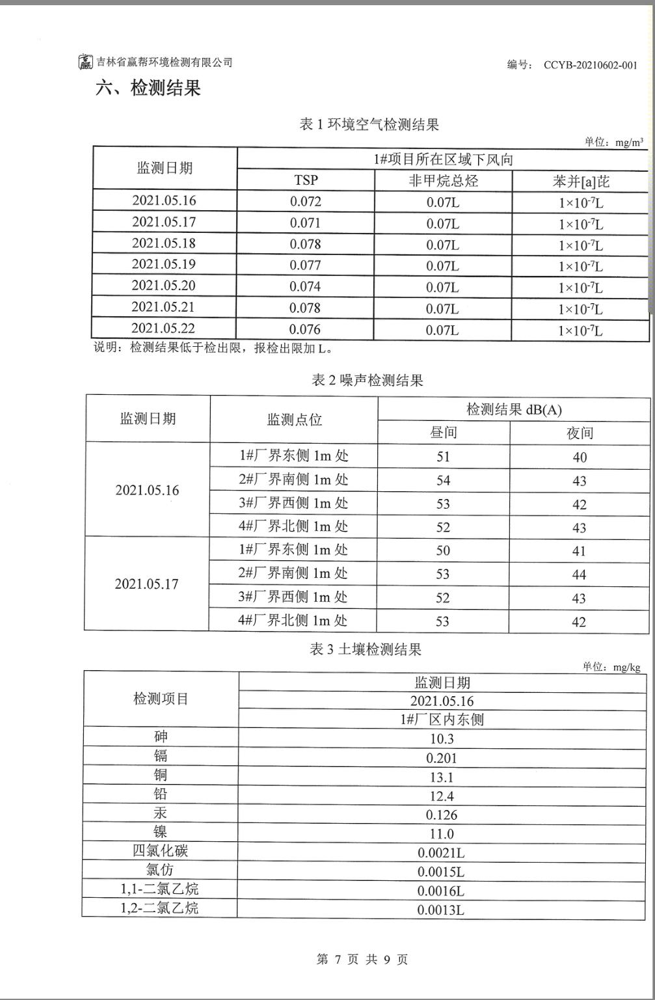 吉林省赢帮环境检测有限公司 编号： CCYB-20210602-001
六、检测结果
表 1 环境空气检测结果
单位：mg/m³
监测日期 1#项目所在区域下风向
TSP 非甲烷总烃 苯并[a]芘
2021.05.16 0.072 0.07L 1×10⁻⁷L
2021.05.17 0.071 0.07L 1×10⁻⁷L
2021.05.18 0.078 0.07L 1×10⁻⁷L
2021.05.19 0.077 0.07L 1×10⁻⁷L
2021.05.20 0.074 0.07L 1×10⁻⁷L
2021.05.21 0.078 0.07L 1×10⁻⁷L
2021.05.22 0.076 0.07L 1×10⁻⁷L
说明：检测结果低于检出限，报检出限加 L。
表 2 噪声检测结果
监测日期 监测点位 检测结果 dB(A)
昼间 夜间
2021.05.16
1#厂界东侧 1m 处 51 40
2#厂界南侧 1m 处 54 43
3#厂界西侧 1m 处 53 42
4#厂界北侧 1m 处 52 43
2021.05.17
1#厂界东侧 1m 处 50 41
2#厂界南侧 1m 处 53 44
3#厂界西侧 1m 处 52 43
4#厂界北侧 1m 处 53 42
表 3 土壤检测结果
单位：mg/kg
检测项目 监测日期
2021.05.16
1#厂区内东侧
砷 10.3
镉 0.201
铜 13.1
铅 12.4
汞 0.126
镍 11.0
四氯化碳 0.0021L
氯仿 0.0015L
1,1-二氯乙烷 0.0016L
1,2-二氯乙烷 0.0013L
第 7 页 共 9 页